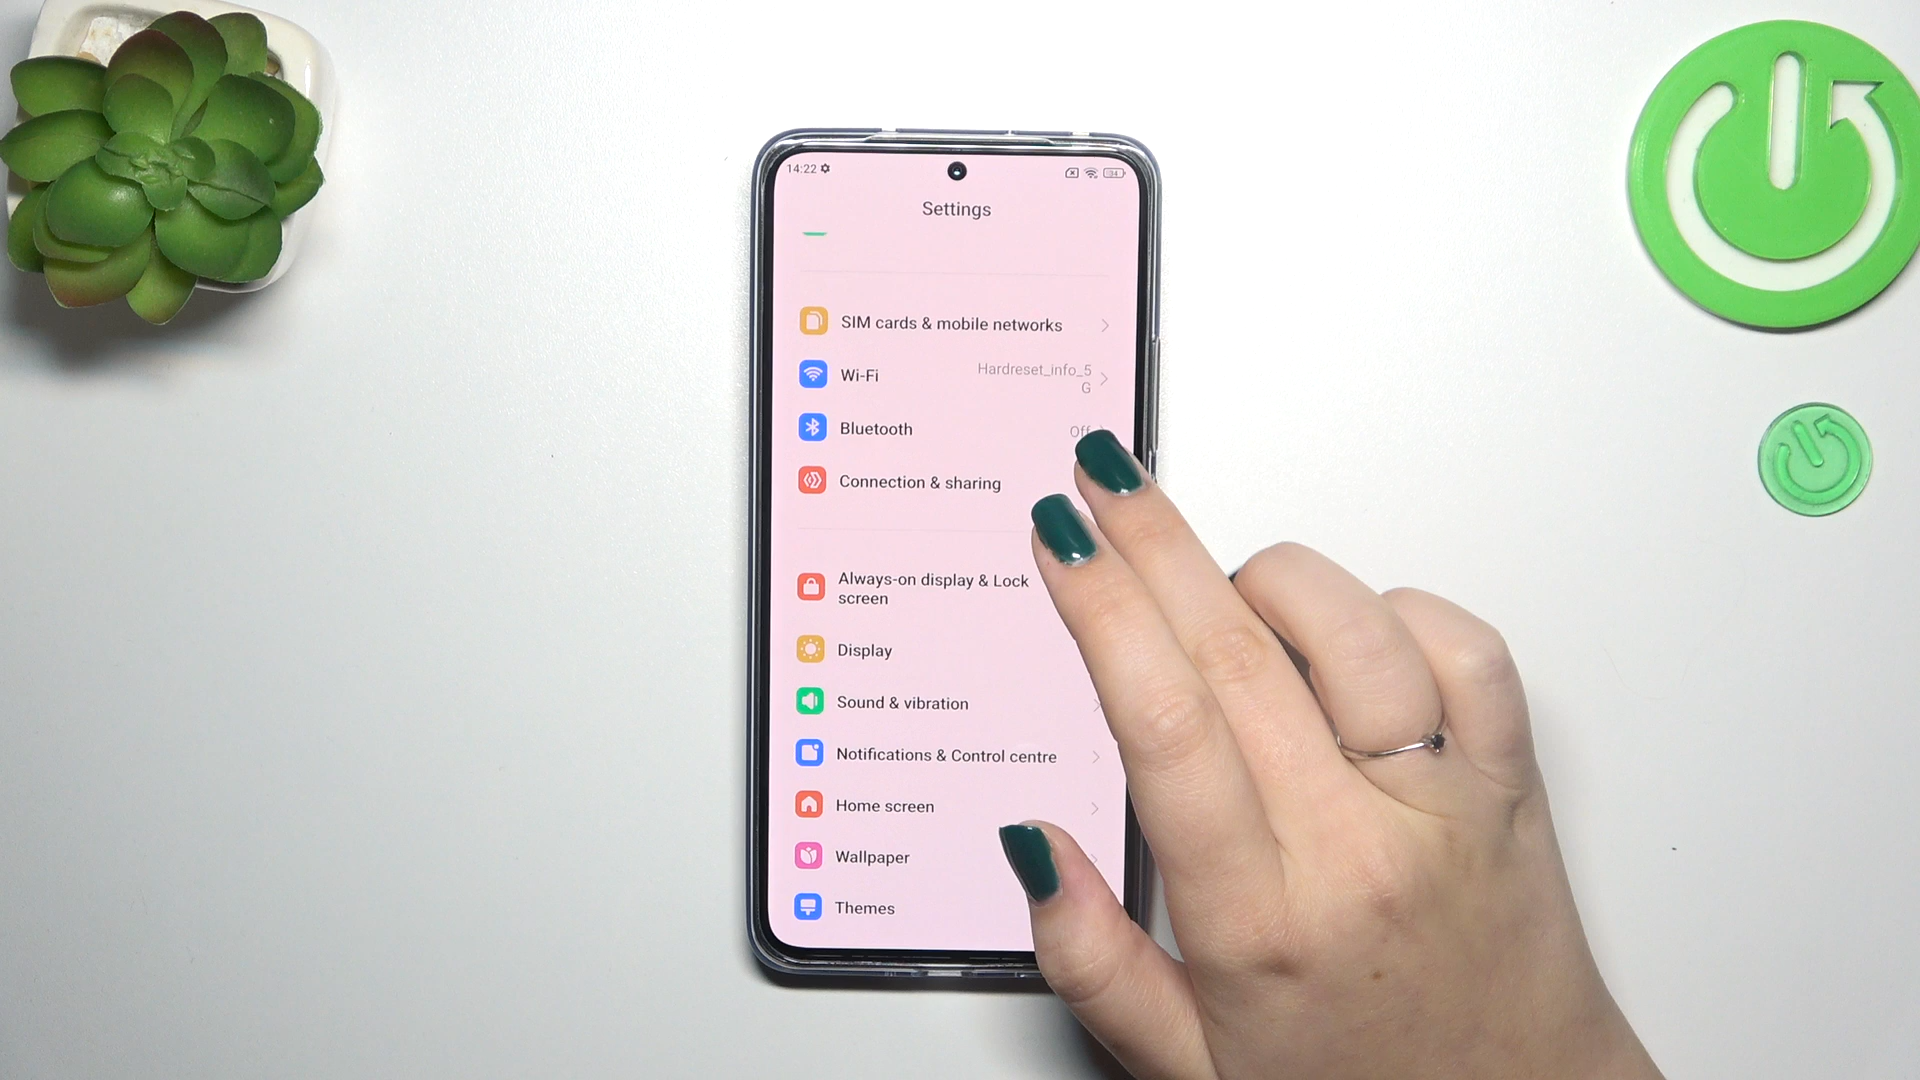 14:22
34
Settings
SIM cards & mobile networks
Wi-Fi
Hardreset_info_5
G
Bluetooth
Off
Connection & sharing
Always-on display & Lock
screen
Display
Sound & vibration
Notifications & Control centre
Home screen
Wallpaper
Themes